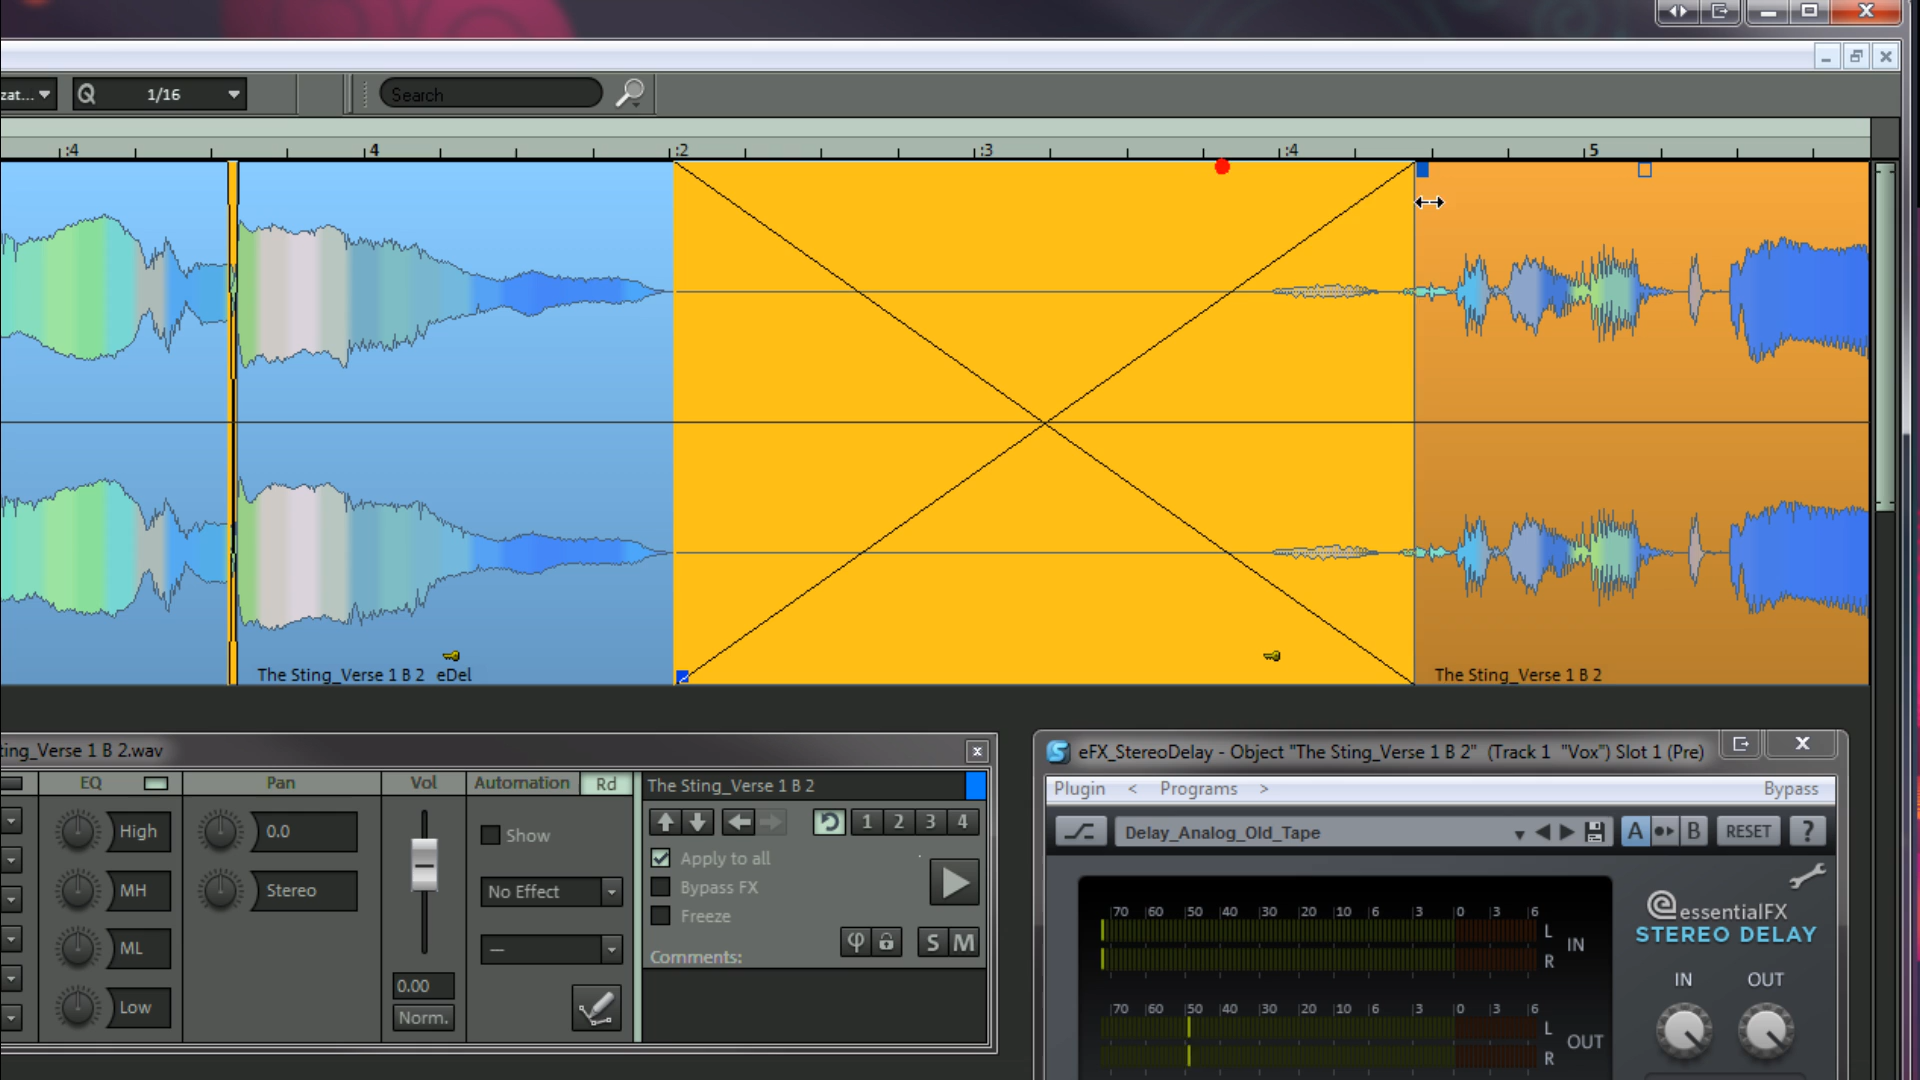 zat...
Q 1/16
Search
:4 4 :2 :3 :4 5
The Sting_Verse 1 B 2 eDel
The Sting_Verse 1 B 2
ing_Verse 1 B 2.wav
EQ Pan Vol Automation Rd
High
MH
ML
Low
0.0
Stereo
0.00
Norm.
Show
No Effect
The Sting_Verse 1 B 2
1 2 3 4
Apply to all
Bypass FX
Freeze
φ S M
Comments:
eFX_StereoDelay - Object "The Sting_Verse 1 B 2" (Track 1 "Vox") Slot 1 (Pre)
Plugin < Programs > Bypass
Delay_Analog_Old_Tape A B RESET ?
70 60 50 40 30 20 10 6 3 0 3 6
L
IN
R
70 60 50 40 30 20 10 6 3 0 3 6
L
OUT
R
essentialFX
STEREO DELAY
IN OUT